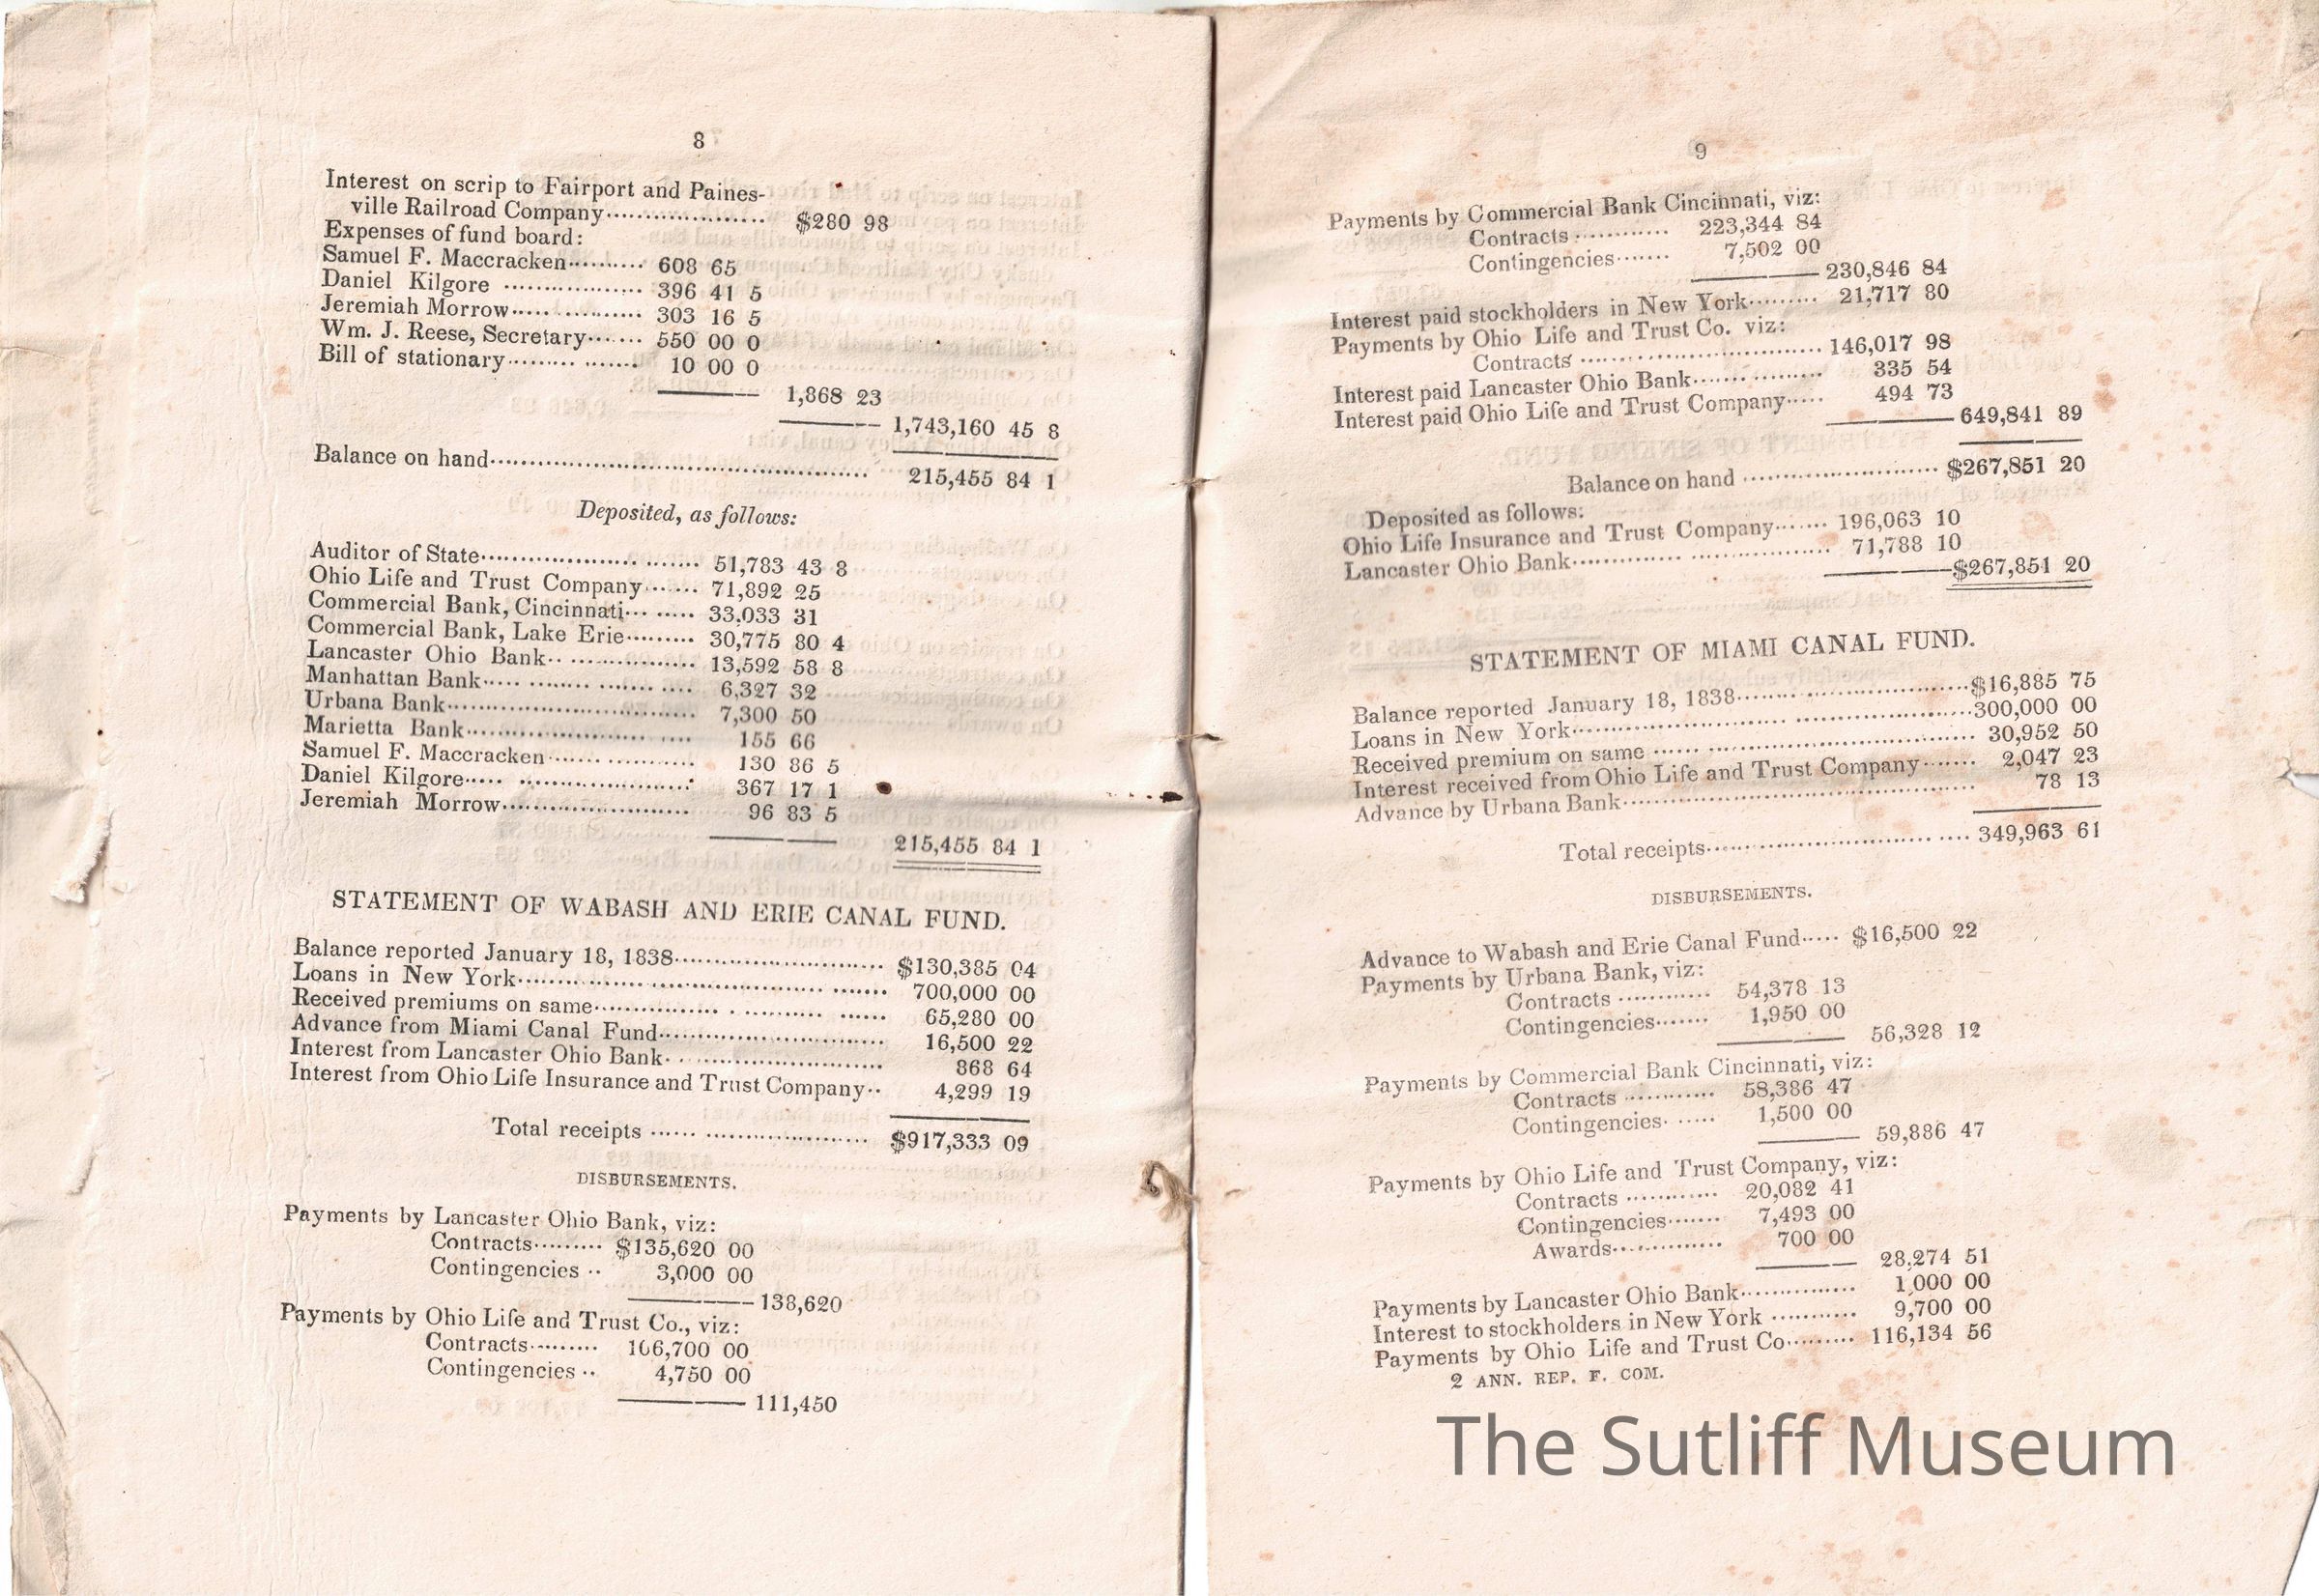 8
Interest on scrip to Fairport and Paines-
ville Railroad Company $280 98
Expenses of fund board:
Samuel F. Maccracken 608 65
Daniel Kilgore 396 41 5
Jeremiah Morrow 303 16 5
Wm. J. Reese, Secretary 550 00 0
Bill of stationary 10 00 0
1,868 23
1,743,160 45 8
Balance on hand 215,455 84 1
Deposited, as follows:
Auditor of State 51,783 43 8
Ohio Life and Trust Company 71,892 25
Commercial Bank, Cincinnati 33,033 31
Commercial Bank, Lake Erie 30,775 80 4
Lancaster Ohio Bank 13,592 58 8
Manhattan Bank 6,327 32
Urbana Bank 7,300 50
Marietta Bank 155 66
Samuel F. Maccracken 130 86 5
Daniel Kilgore 367 17 1
Jeremiah Morrow 96 83 5
215,455 84 1
STATEMENT OF WABASH AND ERIE CANAL FUND.
Balance reported January 18, 1838 $130,385 04
Loans in New York 700,000 00
Received premiums on same 65,280 00
Advance from Miami Canal Fund 16,500 22
Interest from Lancaster Ohio Bank 868 64
Interest from Ohio Life Insurance and Trust Company 4,299 19
Total receipts $917,333 09
DISBURSEMENTS.
Payments by Lancaster Ohio Bank, viz:
Contracts $135,620 00
Contingencies 3,000 00
138,620
Payments by Ohio Life and Trust Co., viz:
Contracts 106,700 00
Contingencies 4,750 00
111,450
9
Payments by Commercial Bank Cincinnati, viz:
Contracts 223,344 84
Contingencies 7,502 00
230,846 84
Interest paid stockholders in New York 21,717 80
Payments by Ohio Life and Trust Co. viz:
Contracts 146,017 98
Interest paid Lancaster Ohio Bank 335 54
Interest paid Ohio Life and Trust Company 494 73
649,841 89
Balance on hand $267,851 20
Deposited as follows:
Ohio Life Insurance and Trust Company 196,063 10
Lancaster Ohio Bank 71,788 10
$267,851 20
STATEMENT OF MIAMI CANAL FUND.
Balance reported January 18, 1838 $16,885 75
Loans in New York 300,000 00
Received premium on same 30,952 50
Interest received from Ohio Life and Trust Company 2,047 23
Advance by Urbana Bank 78 13
Total receipts 349,963 61
DISBURSEMENTS.
Advance to Wabash and Erie Canal Fund $16,500 22
Payments by Urbana Bank, viz:
Contracts 54,378 13
Contingencies 1,950 00
56,328 12
Payments by Commercial Bank Cincinnati, viz:
Contracts 58,386 47
Contingencies 1,500 00
59,886 47
Payments by Ohio Life and Trust Company, viz:
Contracts 20,082 41
Contingencies 7,493 00
Awards 700 00
28,274 51
Payments by Lancaster Ohio Bank 1,000 00
Interest to stockholders in New York 9,700 00
Payments by Ohio Life and Trust Co 116,134 56
2 ANN. REP. F. COM.
The Sutliff Museum